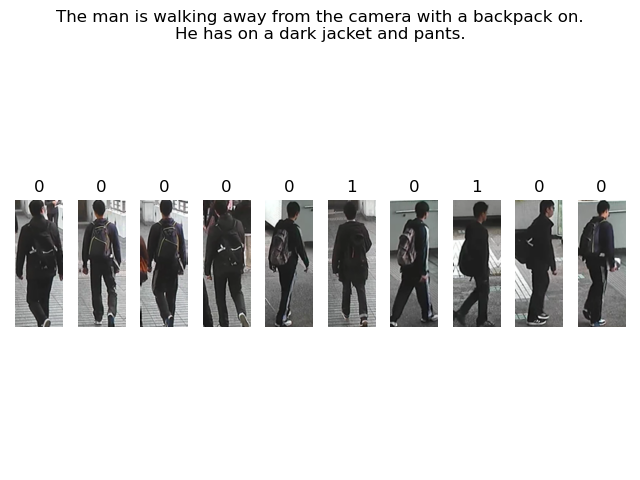 The man is walking away from the camera with a backpack on.
He has on a dark jacket and pants.
0 0 0 0 0 1 0 1 0 0